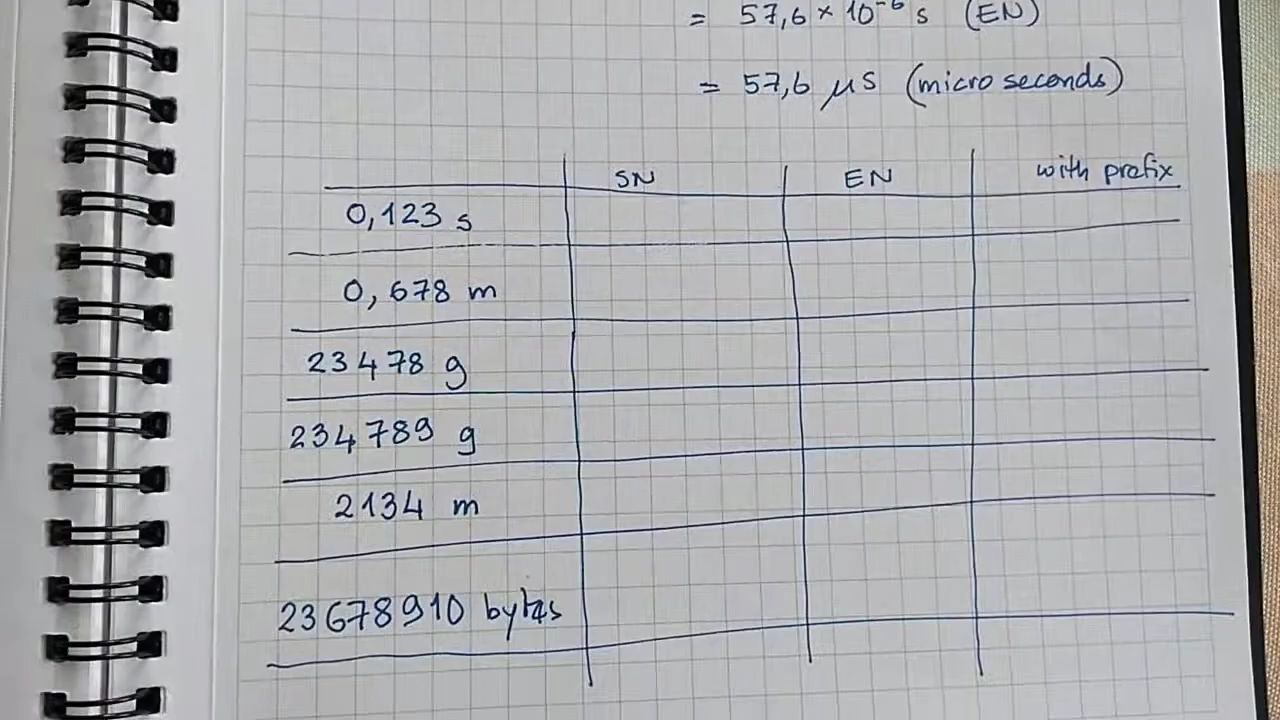 = 57,6 × 10⁻⁶ s (EN)
= 57,6 μs (micro seconds)
SN EN with prefix
0,123 s
0,678 m
23478 g
234789 g
2134 m
23678910 bytes